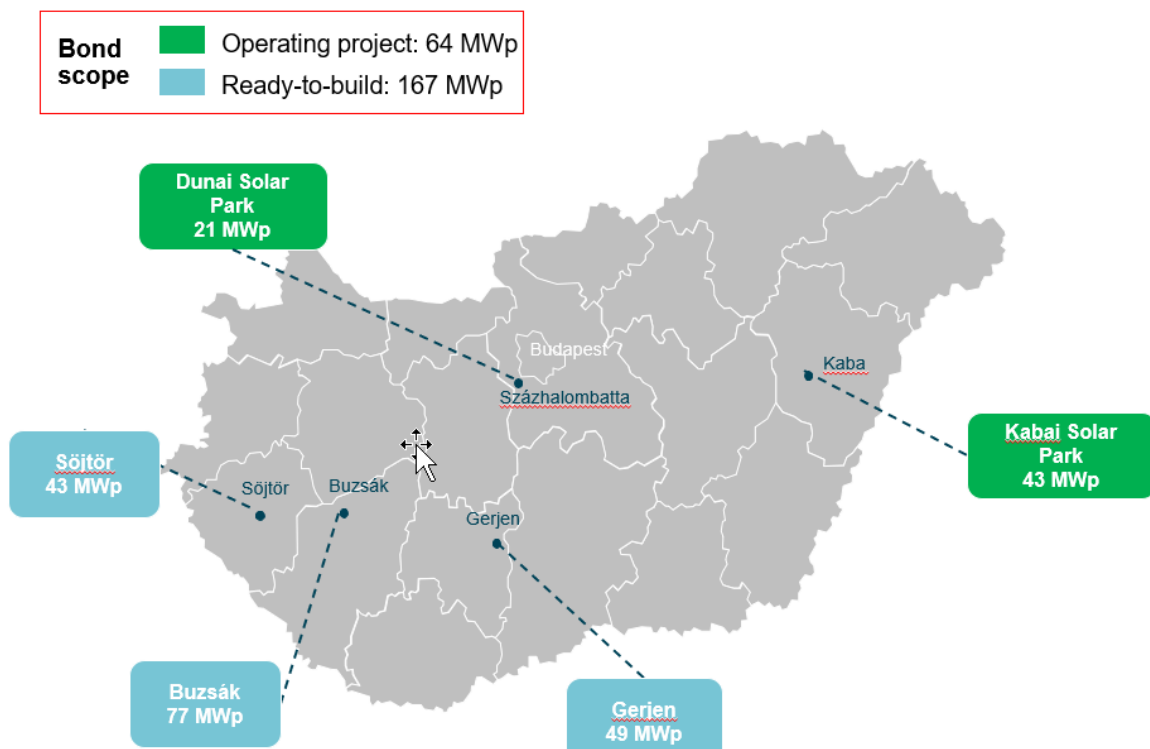 Bond
scope
Operating project: 64 MWp
Ready-to-build: 167 MWp
Dunai Solar
Park
21 MWp
Budapest
Százhalombatta
Kaba
Kabai Solar
Park
43 MWp
Söjtör
43 MWp
Söjtör
Buzsák
Gerjen
Buzsák
77 MWp
Gerjen
49 MWp